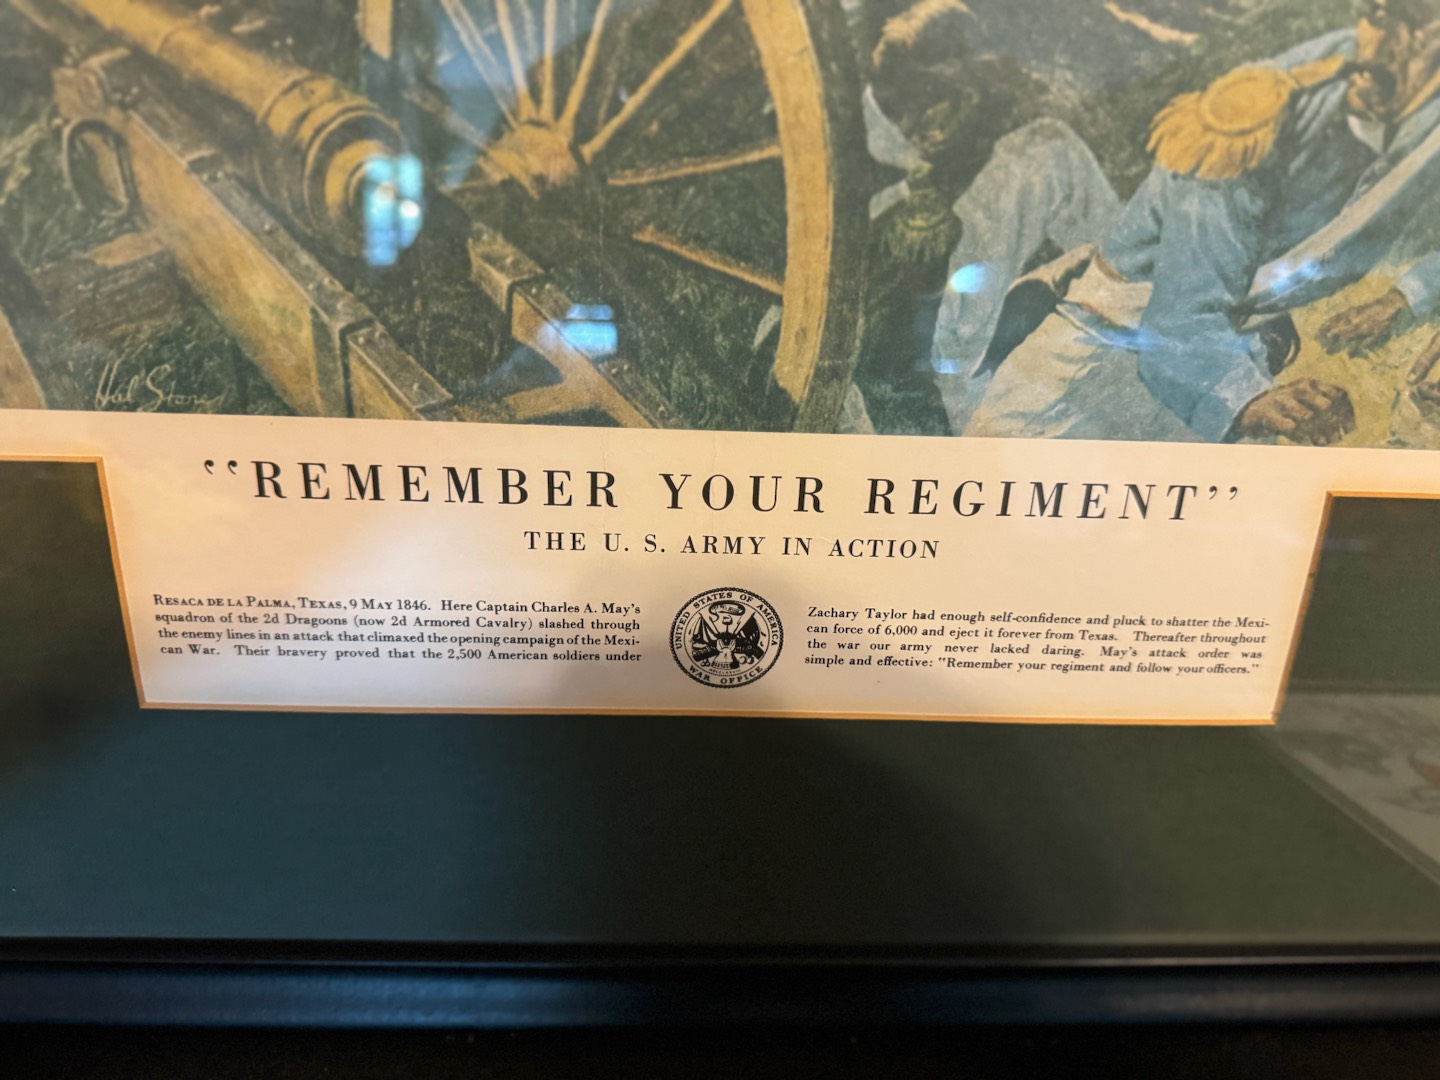 Hal Stone
“REMEMBER YOUR REGIMENT”
THE U. S. ARMY IN ACTION
RESACA DE LA PALMA, TEXAS, 9 MAY 1846. Here Captain Charles A. May's
squadron of the 2d Dragoons (now 2d Armored Cavalry) slashed through
the enemy lines in an attack that climaxed the opening campaign of the Mexi-
can War. Their bravery proved that the 2,500 American soldiers under
UNITED STATES OF AMERICA
WAR OFFICE
Zachary Taylor had enough self-confidence and pluck to shatter the Mexi-
can force of 6,000 and eject it forever from Texas. Thereafter throughout
the war our army never lacked daring. May's attack order was
simple and effective: "Remember your regiment and follow your officers."